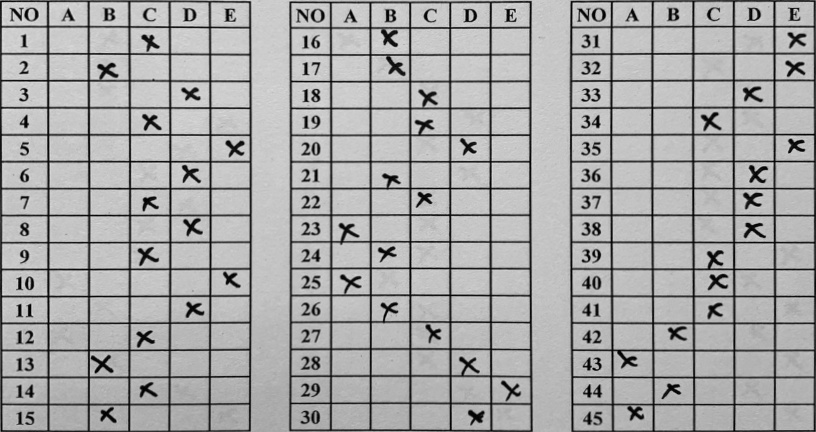 NO A B C D E
1 X
2 X
3 X
4 X
5 X
6 X
7 X
8 X
9 X
10 X
11 X
12 X
13 X
14 X
15 X
NO A B C D E
16 X
17 X
18 X
19 X
20 X
21 X
22 X
23 X
24 X
25 X
26 X
27 X
28 X
29 X
30 X
NO A B C D E
31 X
32 X
33 X
34 X
35 X
36 X
37 X
38 X
39 X
40 X
41 X
42 X
43 X
44 X
45 X